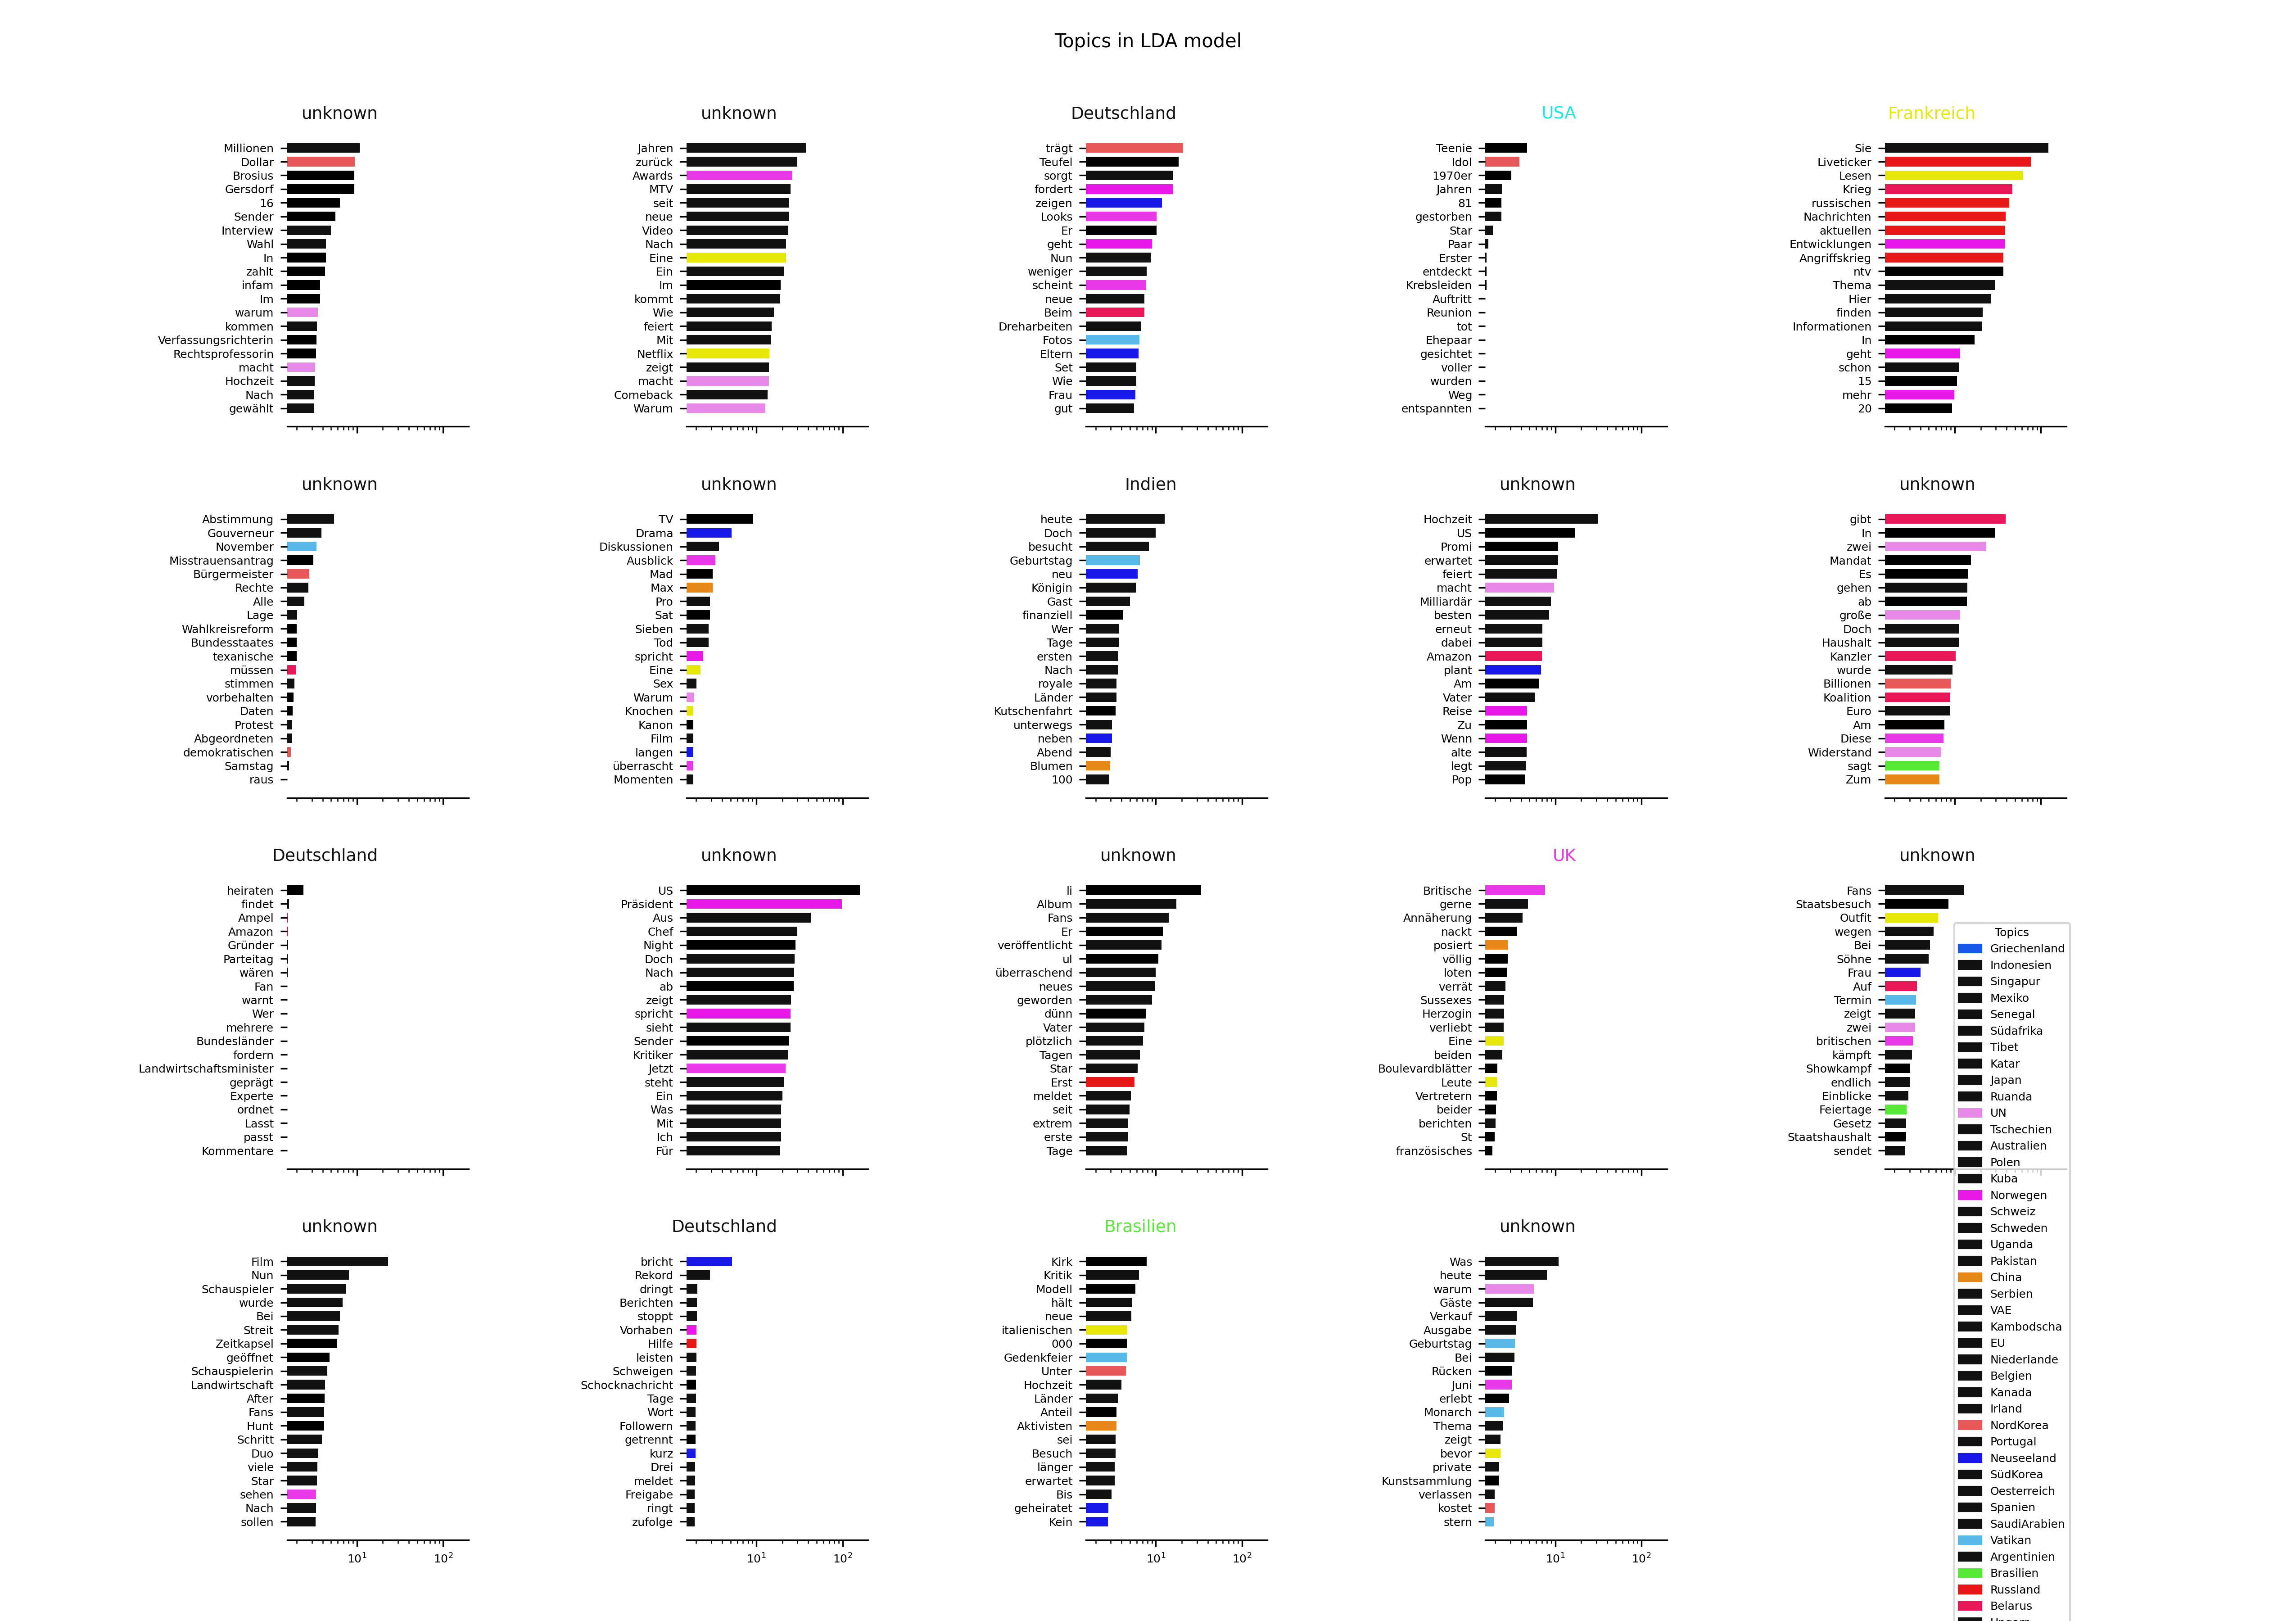 Topics in LDA model
unknown
Millionen
Dollar
Brosius
Gersdorf
16
Sender
Interview
Wahl
In
zahlt
infam
Im
warum
kommen
Verfassungsrichterin
Rechtsprofessorin
macht
Hochzeit
Nach
gewählt
unknown
Jahren
zurück
Awards
MTV
seit
neue
Video
Nach
Eine
Ein
Im
kommt
Wie
feiert
Mit
Netflix
zeigt
macht
Comeback
Warum
Deutschland
trägt
Teufel
sorgt
fordert
zeigen
Looks
Er
geht
Nun
weniger
scheint
neue
Beim
Dreharbeiten
Fotos
Eltern
Set
Wie
Frau
gut
USA
Teenie
Idol
1970er
Jahren
81
gestorben
Star
Paar
Erster
entdeckt
Krebsleiden
Auftritt
Reunion
tot
Ehepaar
gesichtet
voller
wurden
Weg
entspannten
Frankreich
Sie
Liveticker
Lesen
Krieg
russischen
Nachrichten
aktuellen
Entwicklungen
Angriffskrieg
ntv
Thema
Hier
finden
Informationen
In
geht
schon
15
mehr
20
unknown
Abstimmung
Gouverneur
November
Misstrauensantrag
Bürgermeister
Rechte
Alle
Lage
Wahlkreisreform
Bundesstaates
texanische
müssen
stimmen
vorbehalten
Daten
Protest
Abgeordneten
demokratischen
Samstag
raus
unknown
TV
Drama
Diskussionen
Ausblick
Mad
Max
Pro
Sat
Sieben
Tod
spricht
Eine
Sex
Warum
Knochen
Kanon
Film
langen
überrascht
Momenten
Indien
heute
Doch
besucht
Geburtstag
neu
Königin
Gast
finanziell
Wer
Tage
ersten
Nach
royale
Länder
Kutschenfahrt
unterwegs
neben
Abend
Blumen
100
unknown
Hochzeit
US
Promi
erwartet
feiert
macht
Milliardär
besten
erneut
dabei
Amazon
plant
Am
Vater
Reise
Zu
Wenn
alte
legt
Pop
unknown
gibt
In
zwei
Mandat
Es
gehen
ab
große
Doch
Haushalt
Kanzler
wurde
Billionen
Koalition
Euro
Am
Diese
Widerstand
sagt
Zum
Deutschland
heiraten
findet
Ampel
Amazon
Gründer
Parteitag
wären
Fan
warnt
Wer
mehrere
Bundesländer
fordern
Landwirtschaftsminister
geprägt
Experte
ordnet
Lasst
passt
Kommentare
unknown
US
Präsident
Aus
Chef
Night
Doch
Nach
ab
zeigt
spricht
sieht
Sender
Kritiker
Jetzt
steht
Ein
Was
Mit
Ich
Für
unknown
li
Album
Fans
Er
veröffentlicht
ul
überraschend
neues
geworden
dünn
Vater
plötzlich
Tagen
Star
Erst
meldet
seit
extrem
erste
Tage
UK
Britische
gerne
Annäherung
nackt
posiert
völlig
loten
verrät
Sussexes
Herzogin
verliebt
Eine
beiden
Boulevardblätter
Leute
Vertretern
beider
berichten
St
französisches
unknown
Fans
Staatsbesuch
Outfit
wegen
Bei
Söhne
Frau
Auf
Termin
zeigt
zwei
britischen
kämpft
Showkampf
endlich
Einblicke
Feiertage
Gesetz
Staatshaushalt
sendet
unknown
Film
Nun
Schauspieler
wurde
Bei
Streit
Zeitkapsel
geöffnet
Schauspielerin
Landwirtschaft
After
Fans
Hunt
Schritt
Duo
viele
Star
sehen
Nach
sollen
10¹ 10²
Deutschland
bricht
Rekord
dringt
Berichten
stoppt
Vorhaben
Hilfe
leisten
Schweigen
Schocknachricht
Tage
Wort
Followern
getrennt
kurz
Drei
meldet
Freigabe
ringt
zufolge
10¹ 10²
Brasilien
Kirk
Kritik
Modell
hält
neue
italienischen
000
Gedenkfeier
Unter
Hochzeit
Länder
Anteil
Aktivisten
sei
Besuch
länger
erwartet
Bis
geheiratet
Kein
10¹ 10²
unknown
Was
heute
warum
Gäste
Verkauf
Ausgabe
Geburtstag
Bei
Rücken
Juni
erlebt
Monarch
Thema
zeigt
bevor
private
Kunstsammlung
verlassen
kostet
stern
10¹ 10²
Topics
Griechenland
Indonesien
Singapur
Mexiko
Senegal
Südafrika
Tibet
Katar
Japan
Ruanda
UN
Tschechien
Australien
Polen
Kuba
Norwegen
Schweiz
Schweden
Uganda
Pakistan
China
Serbien
VAE
Kambodscha
EU
Niederlande
Belgien
Kanada
Irland
NordKorea
Portugal
Neuseeland
SüdKorea
Oesterreich
Spanien
SaudiArabien
Vatikan
Argentinien
Brasilien
Russland
Belarus